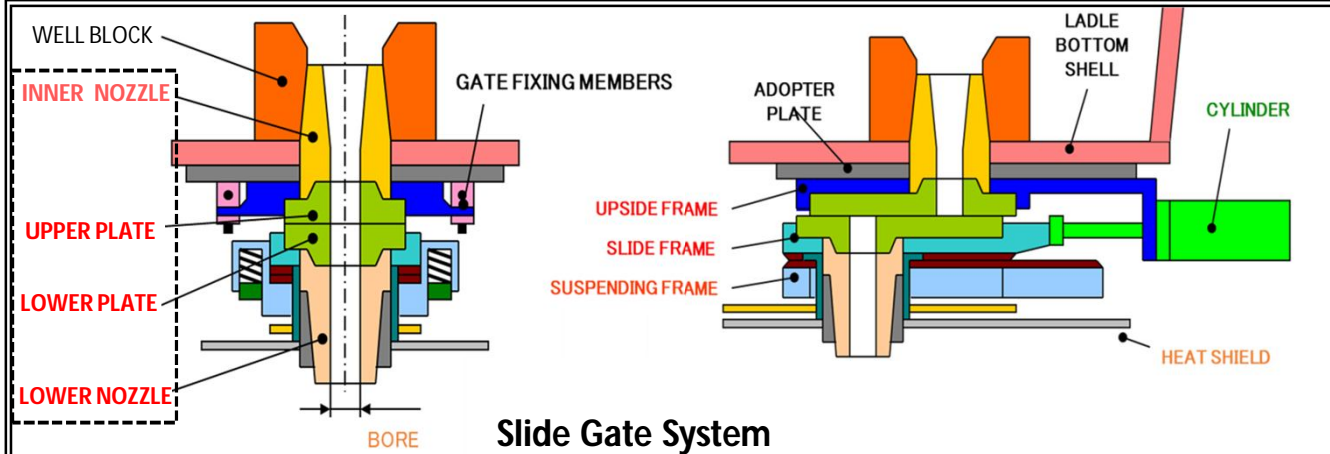 WELL BLOCK
INNER NOZZLE
GATE FIXING MEMBERS
UPPER PLATE
LOWER PLATE
LOWER NOZZLE
BORE
LADLE
BOTTOM
SHELL
ADOPTER
PLATE
CYLINDER
UPSIDE FRAME
SLIDE FRAME
SUSPENDING FRAME
HEAT SHIELD
Slide Gate System